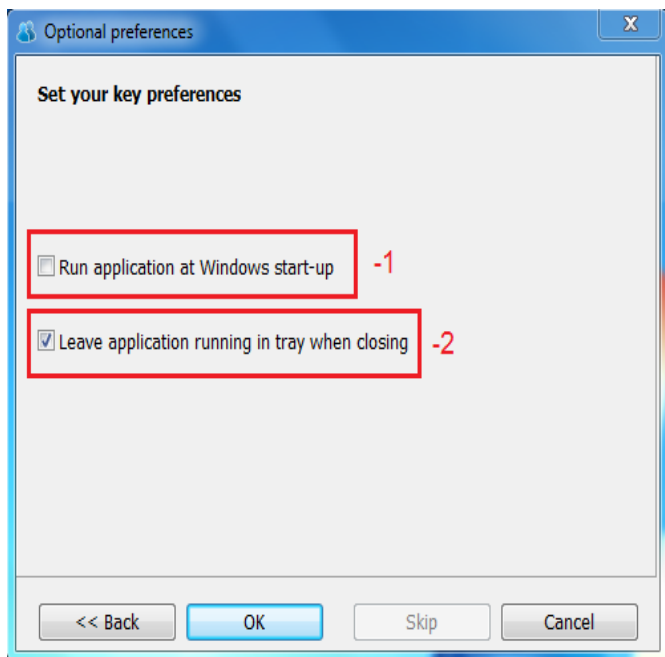 Optional preferences
X
Set your key preferences
Run application at Windows start-up -1
Leave application running in tray when closing -2
<< Back OK Skip Cancel